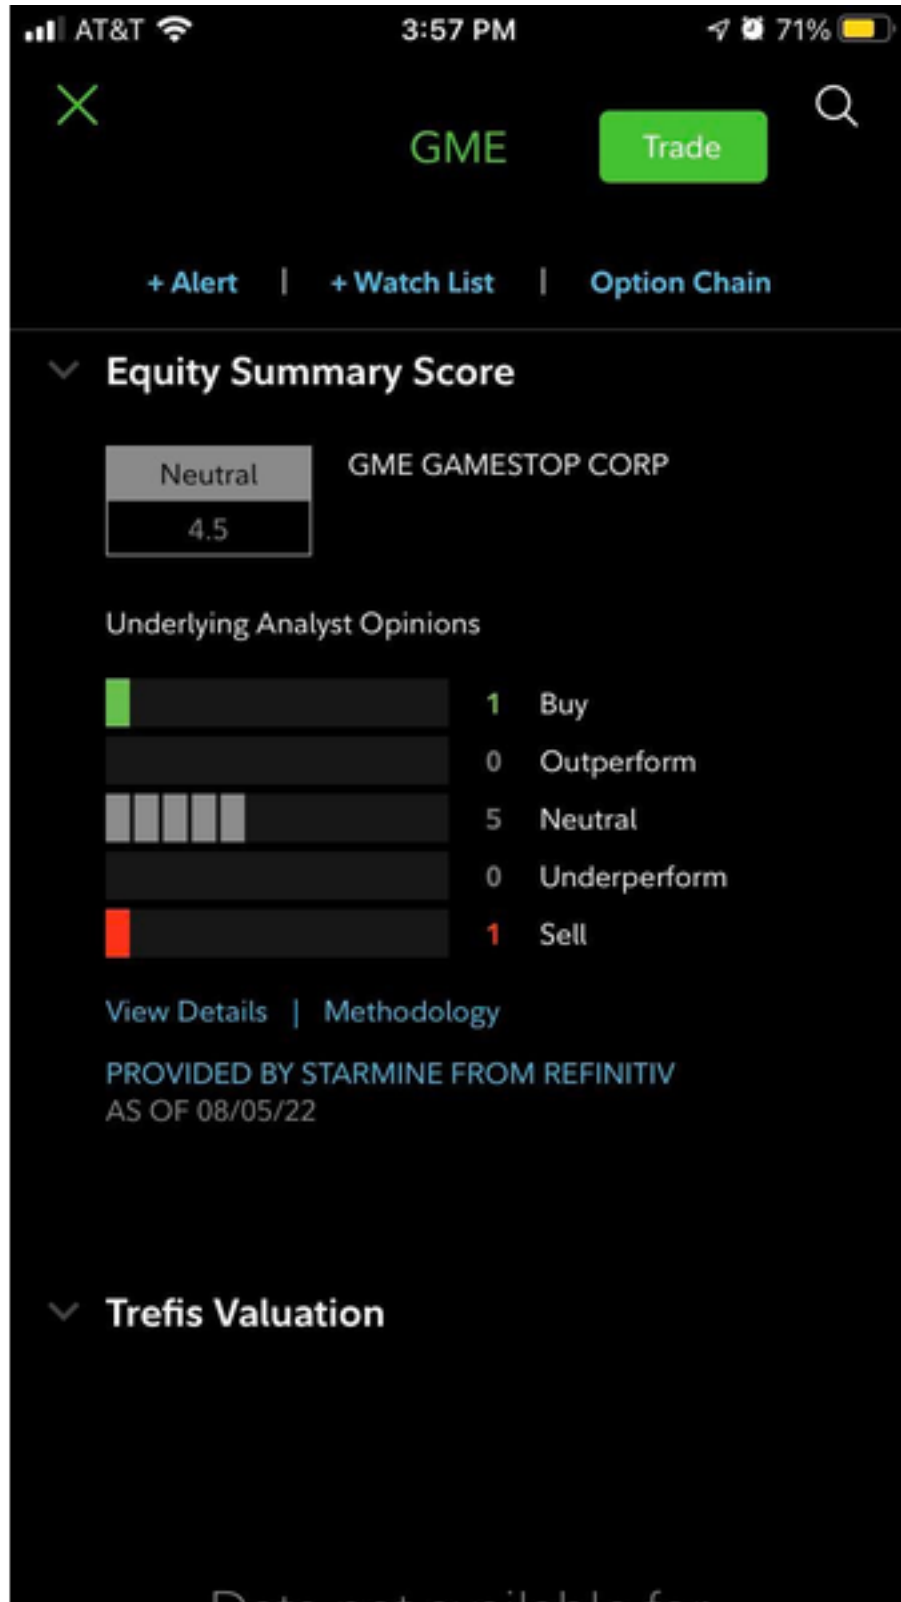 AT&T 3:57 PM 71%
GME Trade
+ Alert | + Watch List | Option Chain
Equity Summary Score
Neutral GME GAMESTOP CORP
4.5
Underlying Analyst Opinions
1 Buy
0 Outperform
5 Neutral
0 Underperform
1 Sell
View Details | Methodology
PROVIDED BY STARMINE FROM REFINITIV
AS OF 08/05/22
Trefis Valuation